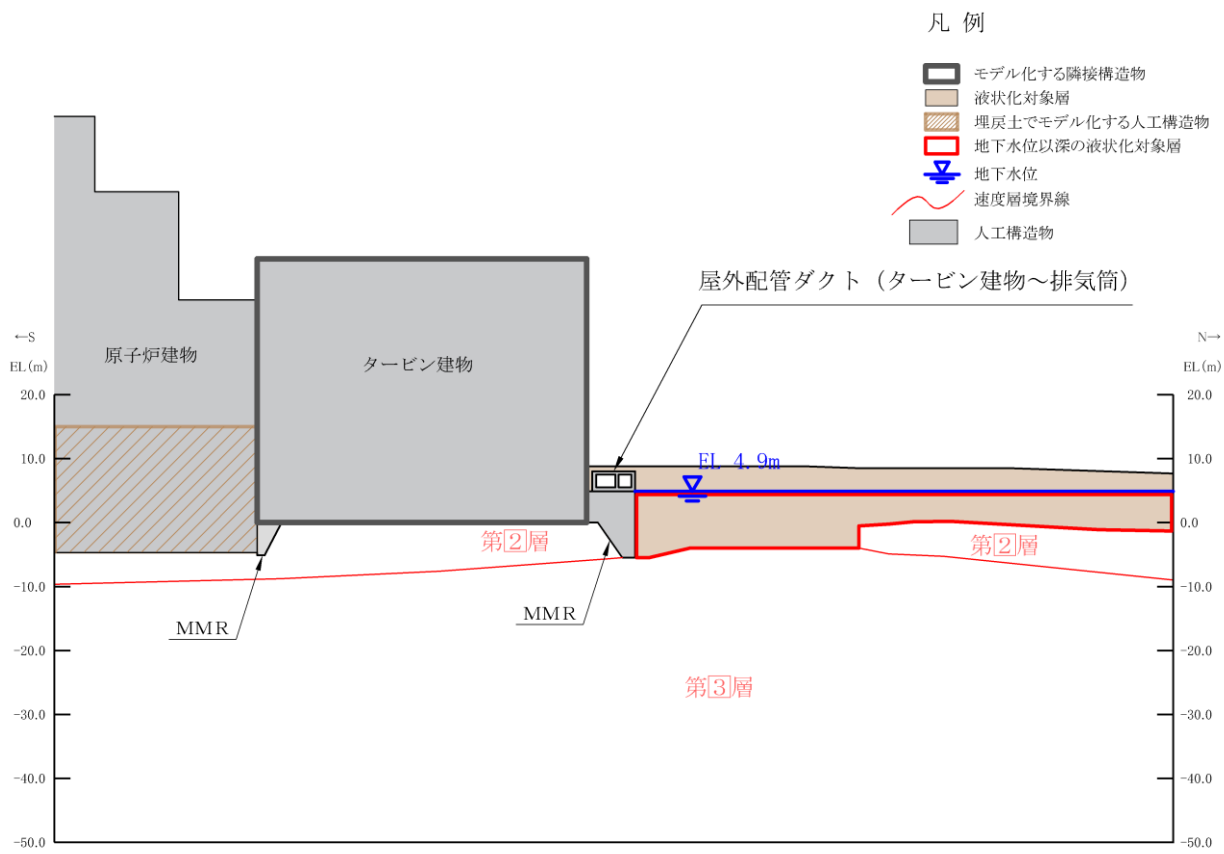 凡 例
モデル化する隣接構造物
液状化対象層
埋戻土でモデル化する人工構造物
地下水位以深の液状化対象層
地下水位
速度層境界線
人工構造物
屋外配管ダクト（タービン建物～排気筒）
←S
N→
EL(m)
EL(m)
原子炉建物
タービン建物
20.0
20.0
10.0
EL 4.9m
10.0
0.0
0.0
第2層
第2層
-10.0
-10.0
MMR
MMR
-20.0
-20.0
第3層
-30.0
-30.0
-40.0
-40.0
-50.0
-50.0